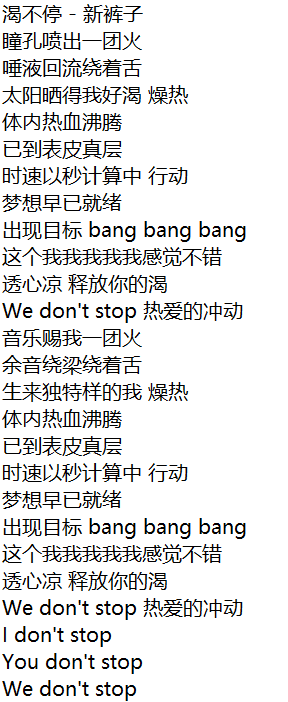 渴不停 - 新裤子
瞳孔喷出一团火
唾液回流绕着舌
太阳晒得我好渴 燥热
体内热血沸腾
已到表皮真层
时速以秒计算中 行动
梦想早已就绪
出现目标 bang bang bang
这个我我我我我感觉不错
透心凉 释放你的渴
We don't stop 热爱的冲动
音乐赐我一团火
余音绕梁绕着舌
生来独特样的我 燥热
体内热血沸腾
已到表皮真层
时速以秒计算中 行动
梦想早已就绪
出现目标 bang bang bang
这个我我我我我感觉不错
透心凉 释放你的渴
We don't stop 热爱的冲动
I don't stop
You don't stop
We don't stop